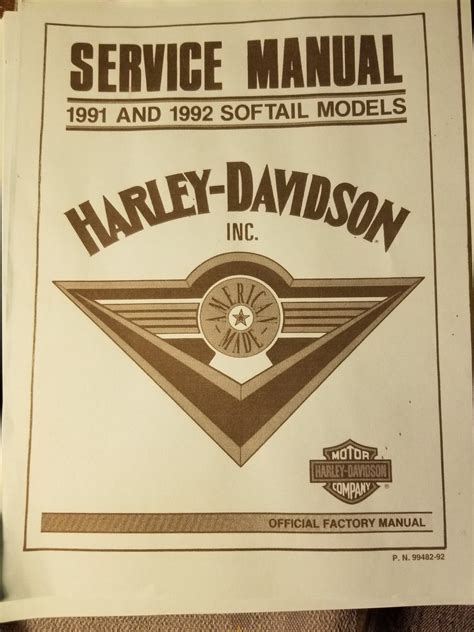 SERVICE MANUAL
1991 AND 1992 SOFTAIL MODELS
HARLEY-DAVIDSON
INC.
AMERICAN
MADE
MOTOR
HARLEY-DAVIDSON
COMPANY
®
OFFICIAL FACTORY MANUAL
P. N. 99482-92